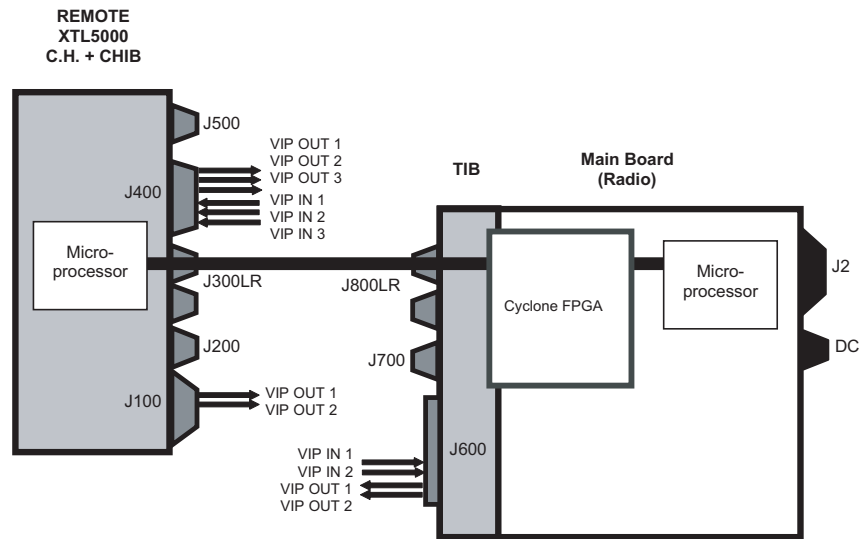 REMOTE
XTL5000
C.H. + CHIB
J500
VIP OUT 1
VIP OUT 2
VIP OUT 3
J400
VIP IN 1
VIP IN 2
VIP IN 3
TIB
Main Board
(Radio)
Micro-
processor
J300LR
J800LR
Cyclone FPGA
Micro-
processor
J2
J200
J700
DC
J100
VIP OUT 1
VIP OUT 2
J600
VIP IN 1
VIP IN 2
VIP OUT 1
VIP OUT 2